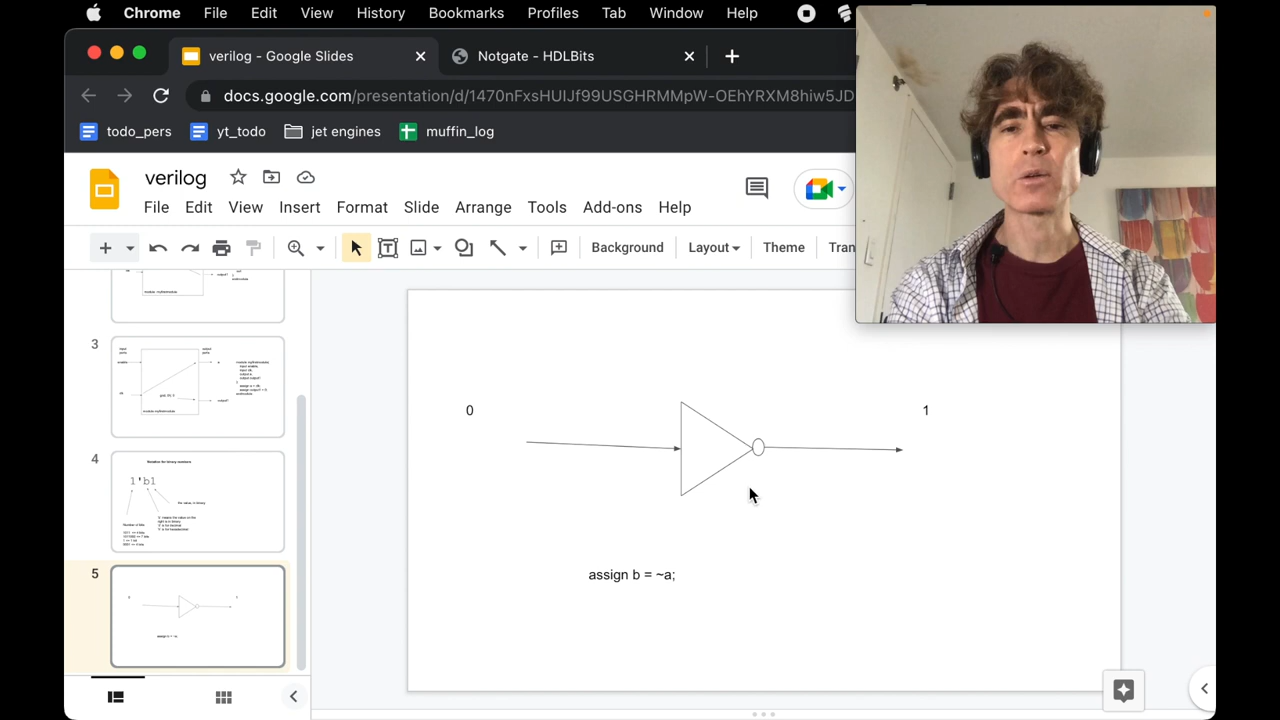 Chrome File Edit View History Bookmarks Profiles Tab Window Help
verilog - Google Slides
Notgate - HDLBits
docs.google.com/presentation/d/1470nFxsHUIJf99USGHRMMpW-OEhYRXM8hiw5JD
todo_pers yt_todo jet engines muffin_log
verilog
File Edit View Insert Format Slide Arrange Tools Add-ons Help
Background Layout Theme Tran
3
4
1'b1
5
0
1
assign b = ~a;